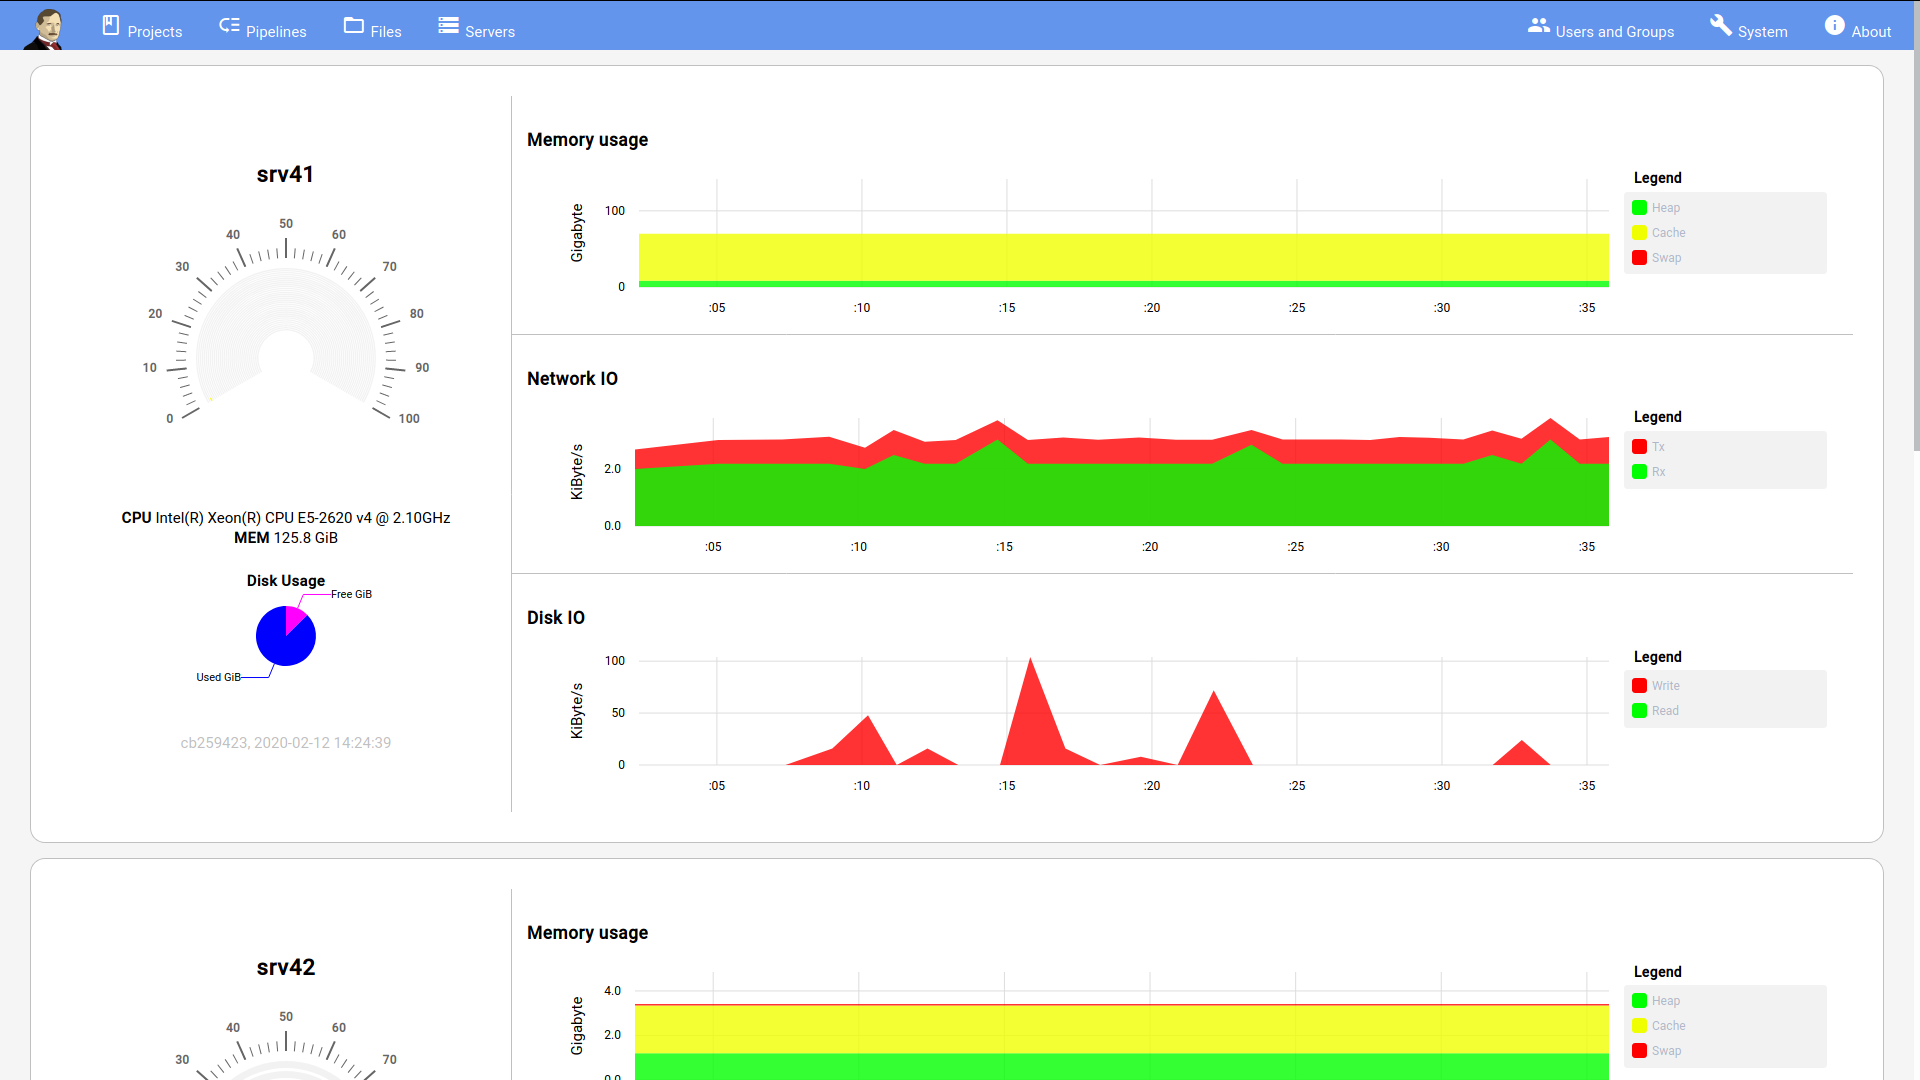 Projects
Pipelines
Files
Servers
Users and Groups
System
About
srv41
0
10
20
30
40
50
60
70
80
90
100
CPU Intel(R) Xeon(R) CPU E5-2620 v4 @ 2.10GHz
MEM 125.8 GiB
Disk Usage
Free GiB
Used GiB
cb259423, 2020-02-12 14:24:39
Memory usage
Gigabyte
100
0
:05 :10 :15 :20 :25 :30 :35
Legend
Heap
Cache
Swap
Network IO
KiByte/s
2.0
0.0
:05 :10 :15 :20 :25 :30 :35
Legend
Tx
Rx
Disk IO
KiByte/s
100
50
0
:05 :10 :15 :20 :25 :30 :35
Legend
Write
Read
srv42
30
40
50
60
70
Memory usage
Gigabyte
4.0
2.0
0.0
Legend
Heap
Cache
Swap